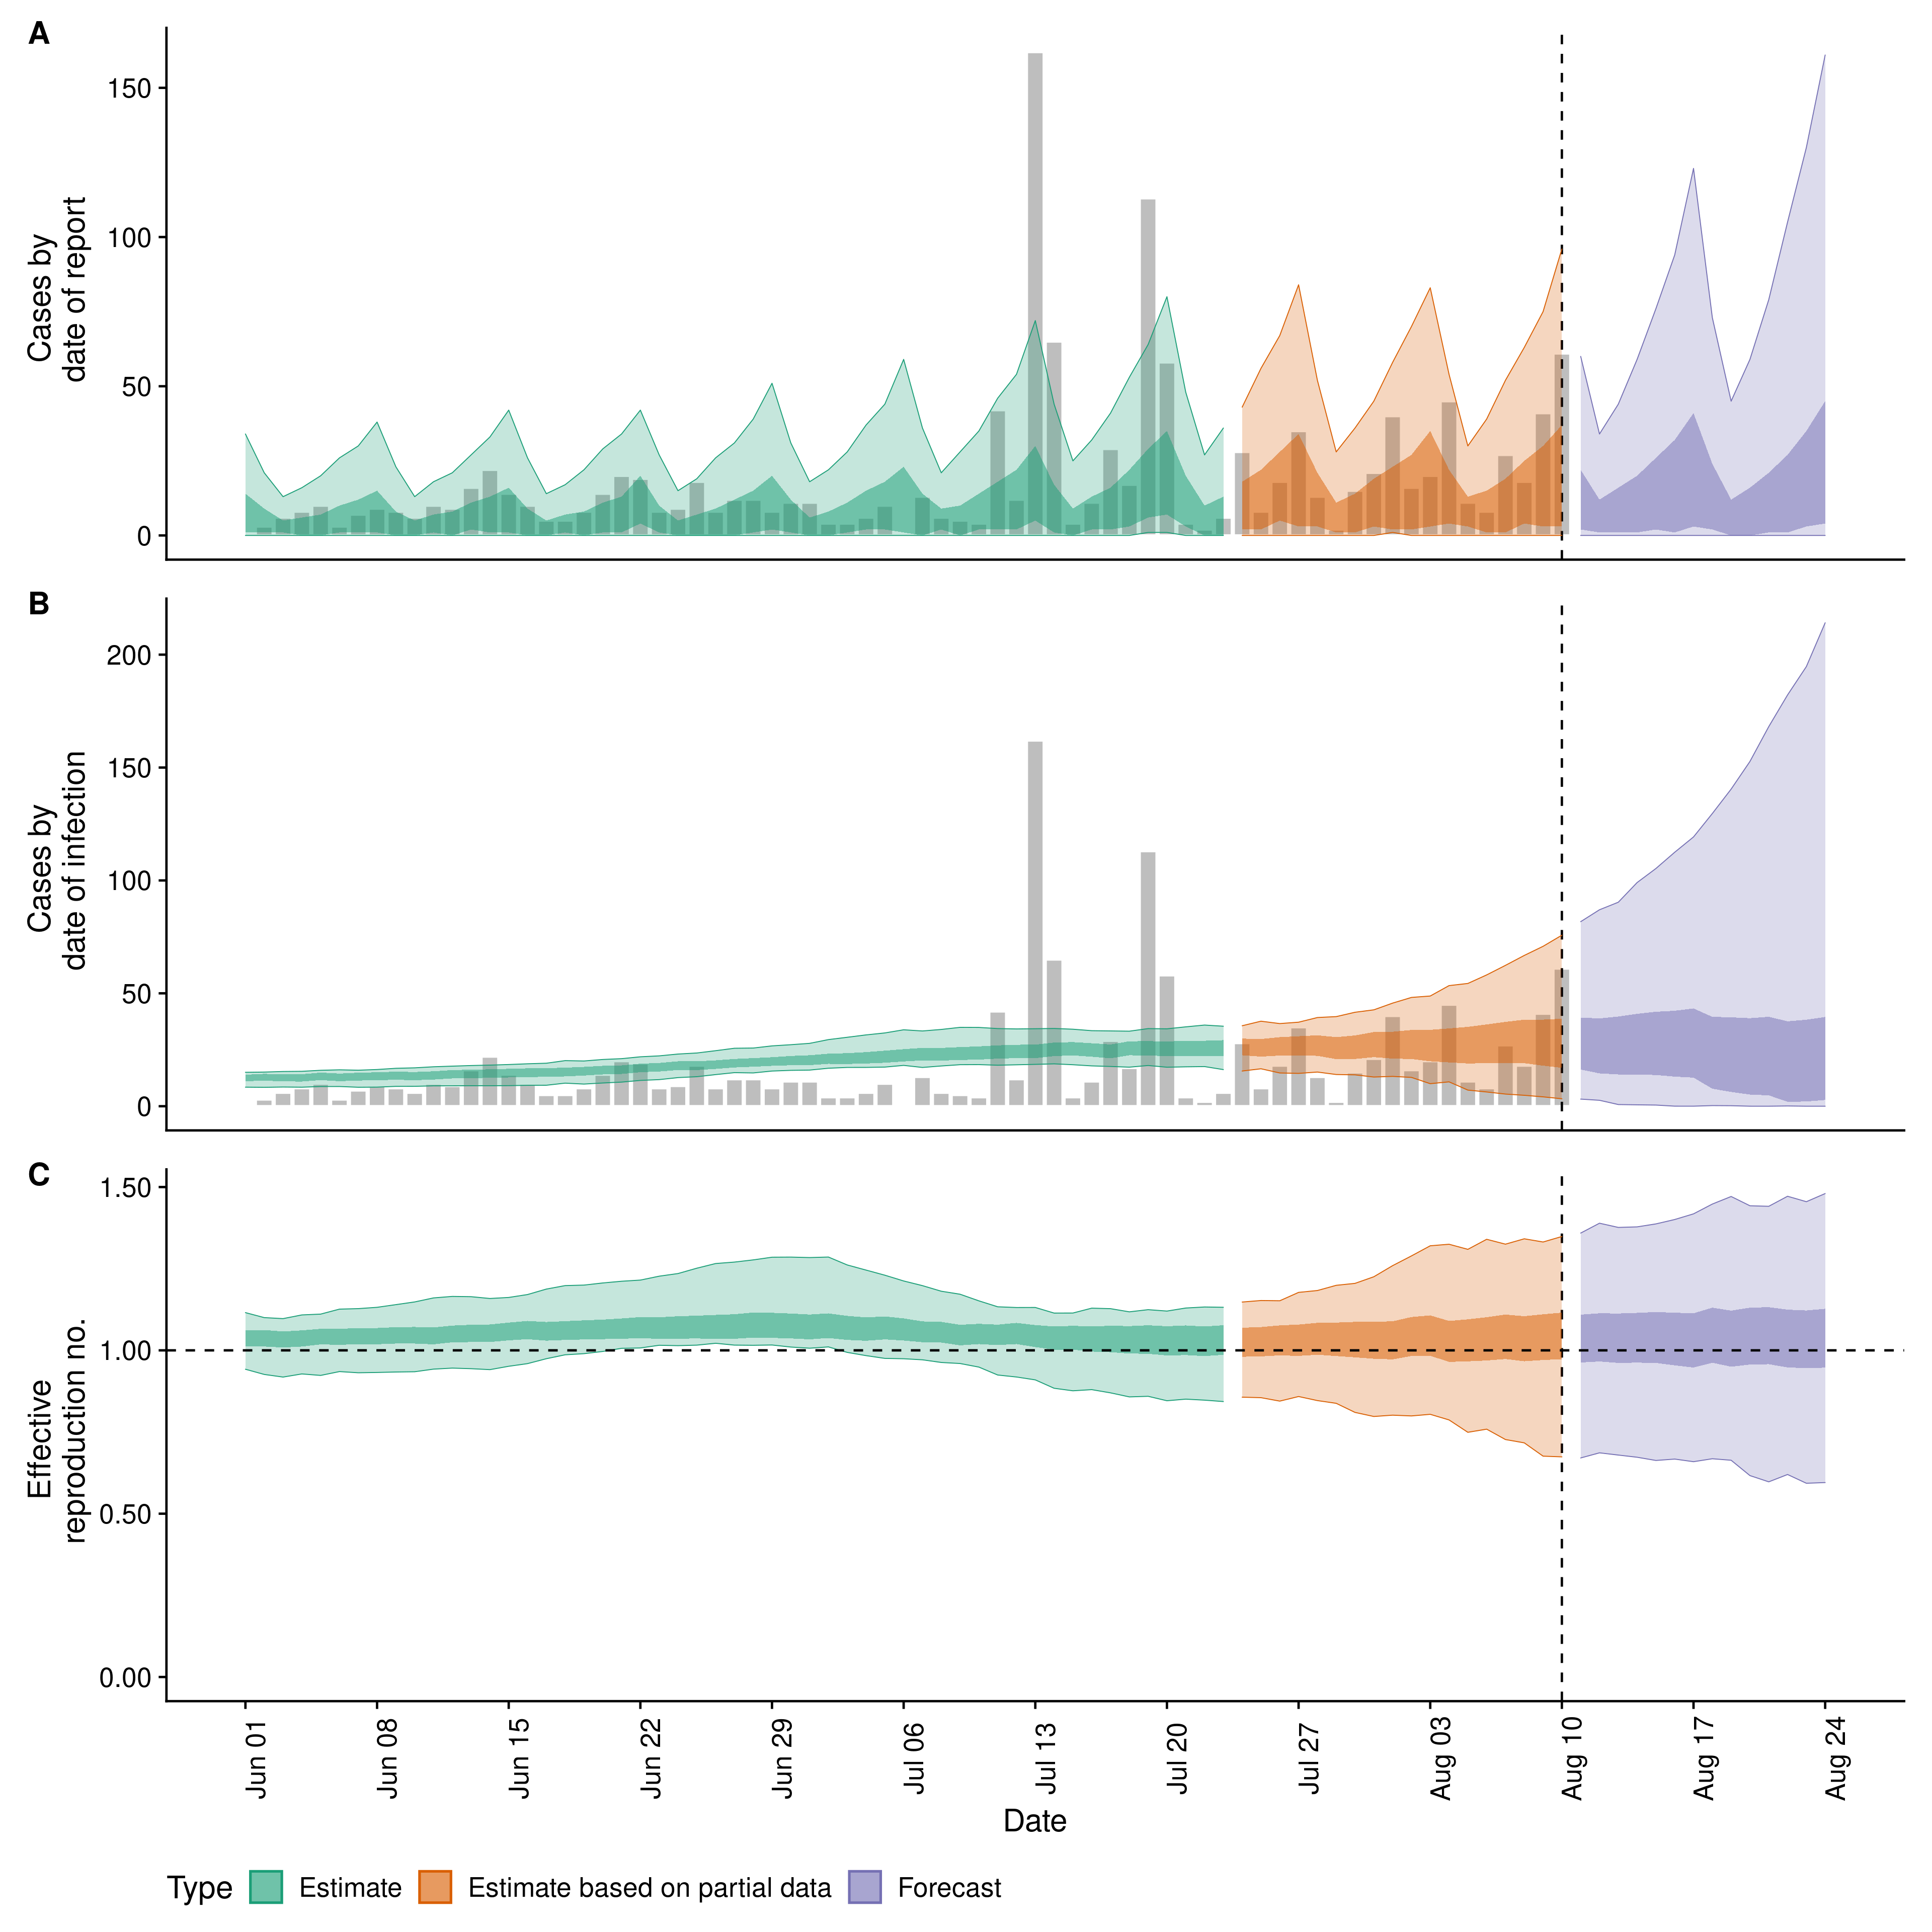 A
Cases by
date of report
150
100
50
0
B
Cases by
date of infection
200
150
100
50
0
C
Effective
reproduction no.
1.50
1.00
0.50
0.00
Jun 01
Jun 08
Jun 15
Jun 22
Jun 29
Jul 06
Jul 13
Jul 20
Jul 27
Aug 03
Aug 10
Aug 17
Aug 24
Date
Type Estimate Estimate based on partial data Forecast